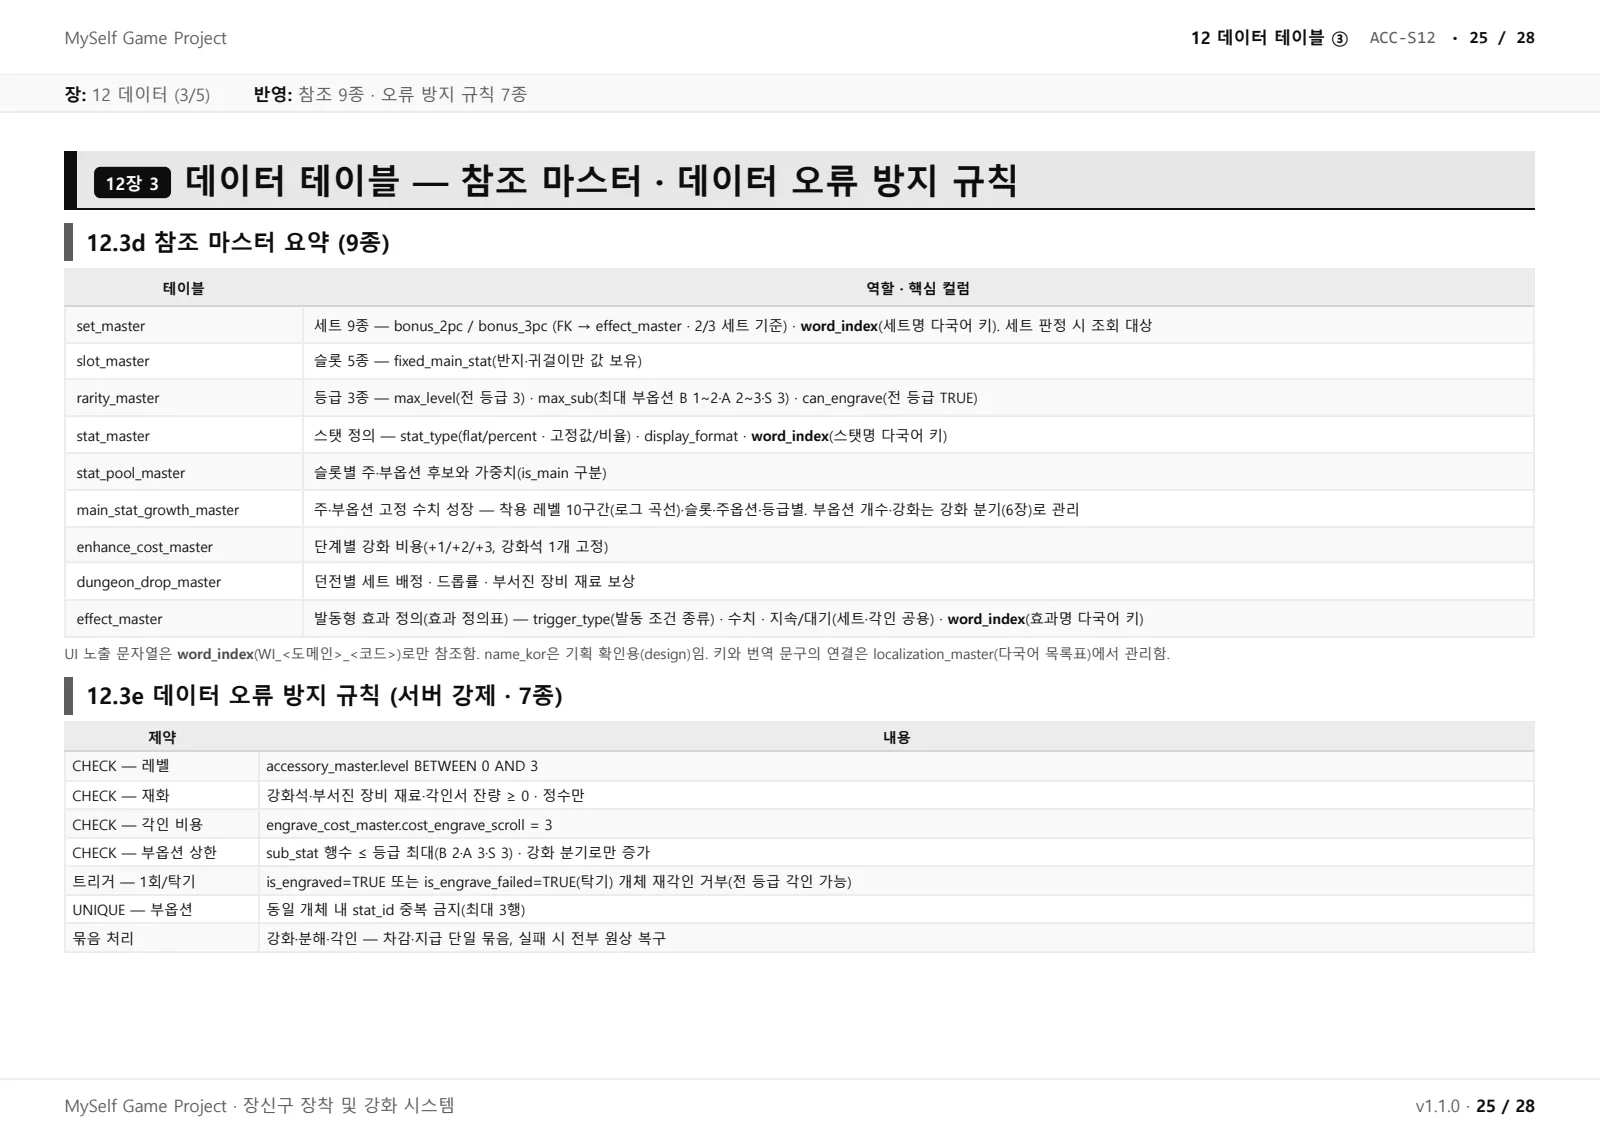 MySelf Game Project
12 데이터 테이블 ③ ACC-S12 · 25 / 28
장: 12 데이터 (3/5) 반영: 참조 9종 · 오류 방지 규칙 7종
12장 3 데이터 테이블 — 참조 마스터 · 데이터 오류 방지 규칙
12.3d 참조 마스터 요약 (9종)
테이블 역할 · 핵심 컬럼
set_master 세트 9종 — bonus_2pc / bonus_3pc (FK → effect_master · 2/3 세트 기준) · word_index(세트명 다국어 키). 세트 판정 시 조회 대상
slot_master 슬롯 5종 — fixed_main_stat(반지·귀걸이만 값 보유)
rarity_master 등급 3종 — max_level(전 등급 3) · max_sub(최대 부옵션 B 1~2·A 2~3·S 3) · can_engrave(전 등급 TRUE)
stat_master 스탯 정의 — stat_type(flat/percent · 고정값/비율) · display_format · word_index(스탯명 다국어 키)
stat_pool_master 슬롯별 주·부옵션 후보와 가중치(is_main 구분)
main_stat_growth_master 주·부옵션 고정 수치 성장 — 착용 레벨 10구간(로그 곡선)·슬롯·주옵션·등급별. 부옵션 개수·강화는 강화 분기(6장)로 관리
enhance_cost_master 단계별 강화 비용(+1/+2/+3, 강화석 1개 고정)
dungeon_drop_master 던전별 세트 배정 · 드롭률 · 부서진 장비 재료 보상
effect_master 발동형 효과 정의(효과 정의표) — trigger_type(발동 조건 종류) · 수치 · 지속/대기(세트·각인 공용) · word_index(효과명 다국어 키)
UI 노출 문자열은 word_index(WI_<도메인>_<코드>)로만 참조함. name_kor은 기획 확인용(design)임. 키와 번역 문구의 연결은 localization_master(다국어 목록표)에서 관리함.
12.3e 데이터 오류 방지 규칙 (서버 강제 · 7종)
제약 내용
CHECK — 레벨 accessory_master.level BETWEEN 0 AND 3
CHECK — 재화 강화석·부서진 장비 재료·각인서 잔량 ≥ 0 · 정수만
CHECK — 각인 비용 engrave_cost_master.cost_engrave_scroll = 3
CHECK — 부옵션 상한 sub_stat 행수 ≤ 등급 최대(B 2·A 3·S 3) · 강화 분기로만 증가
트리거 — 1회/탁기 is_engraved=TRUE 또는 is_engrave_failed=TRUE(탁기) 개체 재각인 거부(전 등급 각인 가능)
UNIQUE — 부옵션 동일 개체 내 stat_id 중복 금지(최대 3행)
묶음 처리 강화·분해·각인 — 차감·지급 단일 묶음, 실패 시 전부 원상 복구
MySelf Game Project · 장신구 장착 및 강화 시스템
v1.1.0 · 25 / 28